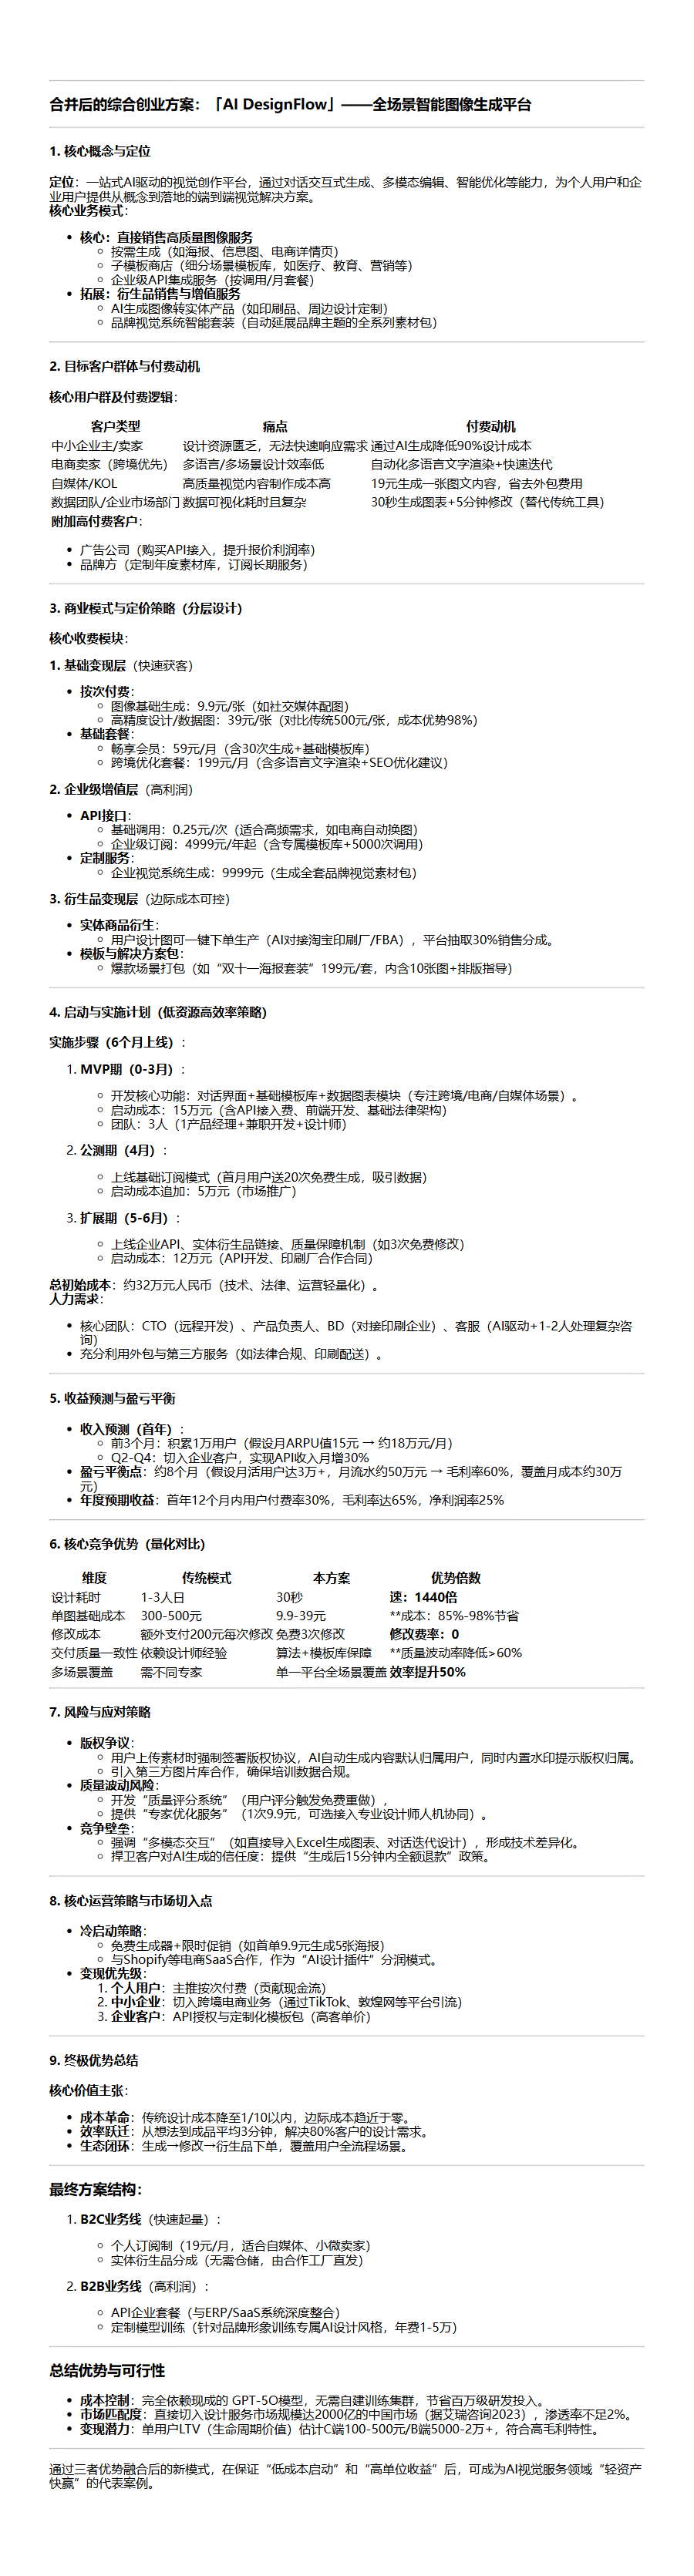 合并后的综合创业方案：「AI DesignFlow」——全场景智能图像生成平台
1. 核心概念与定位
定位：一站式AI驱动的视觉创作平台，通过对话交互式生成、多模态编辑、智能优化等能力，为个人用户和企
业用户提供从概念到落地的端到端视觉解决方案。
核心业务模式：
• 核心：直接销售高质量图像服务
○ 按需生成（如海报、信息图、电商详情页）
○ 子模板商店（细分场景模板库，如医疗、教育、营销等）
○ 企业级API集成服务（按调用/月套餐）
• 拓展：衍生品销售与增值服务
○ AI生成图像转实体产品（如印刷品、周边设计定制）
○ 品牌视觉系统智能套装（自动延展品牌主题的全系列素材包）
2. 目标客户群体与付费动机
核心用户群及付费逻辑：
客户类型 痛点 付费动机
中小企业主/卖家 设计资源匮乏，无法快速响应需求 通过AI生成降低90%设计成本
电商卖家（跨境优先） 多语言/多场景设计效率低 自动化多语言文字渲染+快速迭代
自媒体/KOL 高质量视觉内容制作成本高 19元生成一张图文内容，省去外包费用
数据团队/企业市场部门 数据可视化耗时且复杂 30秒生成图表+5分钟修改（替代传统工具）
附加高付费客户：
• 广告公司（购买API接入，提升报价利润率）
• 品牌方（定制年度素材库，订阅长期服务）
3. 商业模式与定价策略（分层设计）
核心收费模块：
1. 基础变现层（快速获客）
• 按次付费：
○ 图像基础生成：9.9元/张（如社交媒体配图）
○ 高精度设计/数据图：39元/张（对比传统500元/张，成本优势98%）
• 基础套餐：
○ 畅享会员：59元/月（含30次生成+基础模板库）
○ 跨境优化套餐：199元/月（含多语言文字渲染+SEO优化建议）
2. 企业级增值层（高利润）
• API接口：
○ 基础调用：0.25元/次（适合高频需求，如电商自动换图）
○ 企业级订阅：4999元/年起（含专属模板库+5000次调用）
• 定制服务：
○ 企业视觉系统生成：9999元（生成全套品牌视觉素材包）
3. 衍生品变现层（边际成本可控）
• 实体商品衍生：
○ 用户设计图可一键下单生产（AI对接淘宝印刷厂/FBA），平台抽取30%销售分成。
• 模板与解决方案包：
○ 爆款场景打包（如“双十一海报套装”199元/套，内含10张图+排版指导）
4. 启动与实施计划（低资源高效率策略）
实施步骤（6个月上线）：
1. MVP期（0-3月）：
○ 开发核心功能：对话界面+基础模板库+数据图表模块（专注跨境/电商/自媒体场景）。
○ 启动成本：15万元（含API接入费、前端开发、基础法律架构）
○ 团队：3人（1产品经理+兼职开发+设计师）
2. 公测期（4月）：
○ 上线基础订阅模式（首月用户送20次免费生成，吸引数据）
○ 启动成本追加：5万元（市场推广）
3. 扩展期（5-6月）：
○ 上线企业API、实体衍生品链接、质量保障机制（如3次免费修改）
○ 启动成本：12万元（API开发、印刷厂合作合同）
总初始成本：约32万元人民币（技术、法律、运营轻量化）。
人力需求：
• 核心团队：CTO（远程开发）、产品负责人、BD（对接印刷企业）、客服（AI驱动+1-2人处理复杂咨
询）
• 充分利用外包与第三方服务（如法律合规、印刷配送）。
5. 收益预测与盈亏平衡
• 收入预测（首年）：
○ 前3个月：积累1万用户（假设月ARPU值15元 → 约18万元/月）
○ Q2-Q4：切入企业客户，实现API收入月增30%
• 盈亏平衡点：约8个月（假设月活用户达3万+，月流水约50万元 → 毛利率60%，覆盖月成本约30万
元）
• 年度预期收益：首年12个月内用户付费率30%，毛利率达65%，净利润率25%
6. 核心竞争优势（量化对比）
维度 传统模式 本方案 优势倍数
设计耗时 1-3人日 30秒 速：1440倍
单图基础成本 300-500元 9.9-39元 **成本：85%-98%节省
修改成本 额外支付200元每次修改 免费3次修改 修改费率：0
交付质量一致性 依赖设计师经验 算法+模板库保障 **质量波动率降低>60%
多场景覆盖 需不同专家 单一平台全场景覆盖 效率提升50%
7. 风险与应对策略
• 版权争议：
○ 用户上传素材时强制签署版权协议，AI自动生成内容默认归属用户，同时内置水印提示版权归属。
○ 引入第三方图片库合作，确保培训数据合规。
• 质量波动风险：
○ 开发“质量评分系统”（用户评分触发免费重做），
○ 提供“专家优化服务”（1次9.9元，可选接入专业设计师人机协同）。
• 竞争壁垒：
○ 强调“多模态交互”（如直接导入Excel生成图表、对话迭代设计），形成技术差异化。
○ 捍卫客户对AI生成的信任度：提供“生成后15分钟内全额退款”政策。
8. 核心运营策略与市场切入点
• 冷启动策略：
○ 免费生成器+限时促销（如首单9.9元生成5张海报）
○ 与Shopify等电商SaaS合作，作为“AI设计插件”分润模式。
• 变现优先级：
1. 个人用户：主推按次付费（贡献现金流）
2. 中小企业：切入跨境电商业务（通过TikTok、敦煌网等平台引流）
3. 企业客户：API授权与定制化模板包（高客单价）
9. 终极优势总结
核心价值主张：
• 成本革命：传统设计成本降至1/10以内，边际成本趋近于零。
• 效率跃迁：从想法到成品平均3分钟，解决80%客户的设计需求。
• 生态闭环：生成→修改→衍生品下单，覆盖用户全流程场景。
最终方案结构：
1. B2C业务线（快速起量）：
○ 个人订阅制（19元/月，适合自媒体、小微卖家）
○ 实体衍生品分成（无需仓储，由合作工厂直发）
2. B2B业务线（高利润）：
○ API企业套餐（与ERP/SaaS系统深度整合）
○ 定制模型训练（针对品牌形象训练专属AI设计风格，年费1-5万）
总结优势与可行性
• 成本控制：完全依赖现成的 GPT-5O模型，无需自建训练集群，节省百万级研发投入。
• 市场匹配度：直接切入设计服务市场规模达2000亿的中国市场（据艾瑞咨询2023），渗透率不足2%。
• 变现潜力：单用户LTV（生命周期价值）估计C端100-500元/B端5000-2万+，符合高毛利特性。
通过三者优势融合后的新模式，在保证“低成本启动”和“高单位收益”后，可成为AI视觉服务领域“轻资产
快赢”的代表案例。